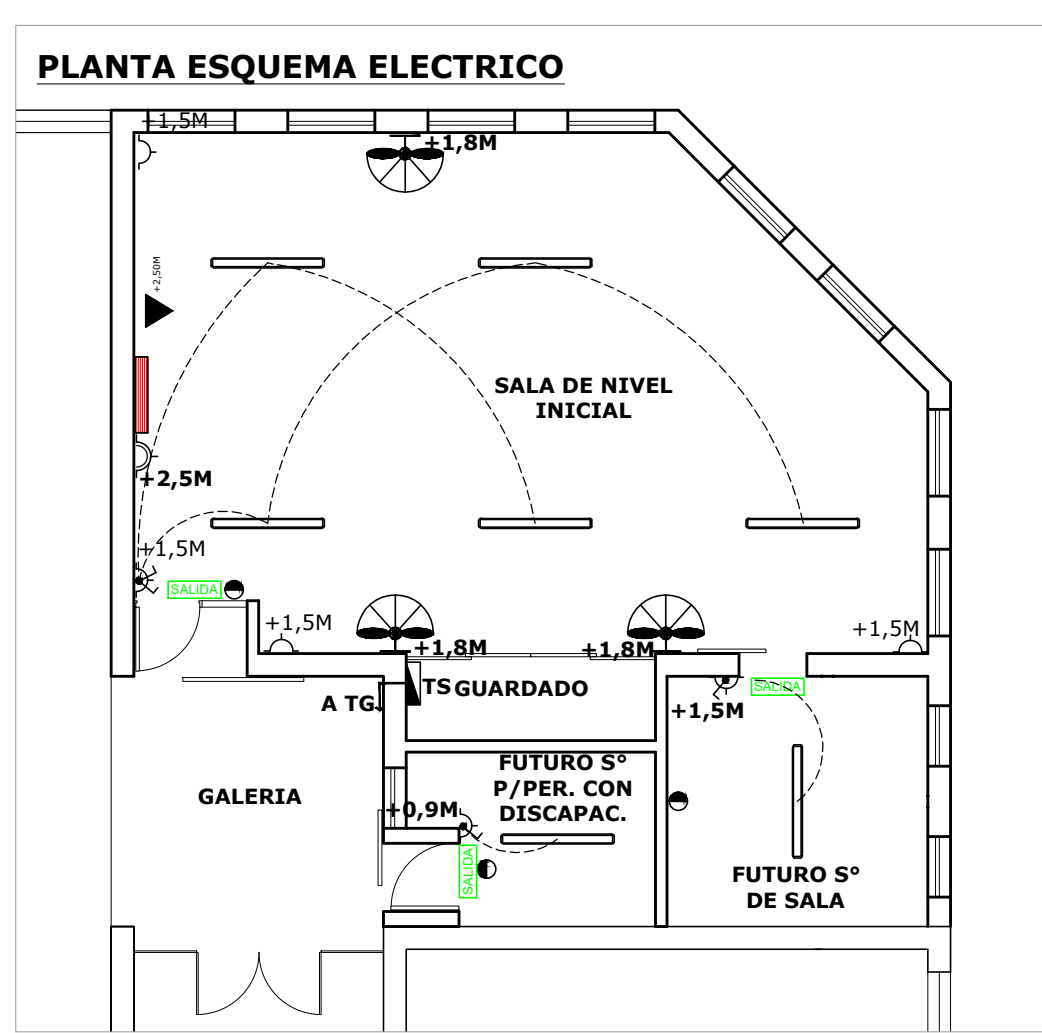 PLANTA ESQUEMA ELECTRICO
+1,5M
+1,8M
+2,50M
SALA DE NIVEL
INICIAL
+2,5M
+1,5M
SALIDA
+1,5M
+1,8M
+1,8M
+1,5M
TS
GUARDADO
SALIDA
A TG
+1,5M
FUTURO S°
P/PER. CON
DISCAPAC.
GALERIA
+0,9M
SALIDA
FUTURO S°
DE SALA